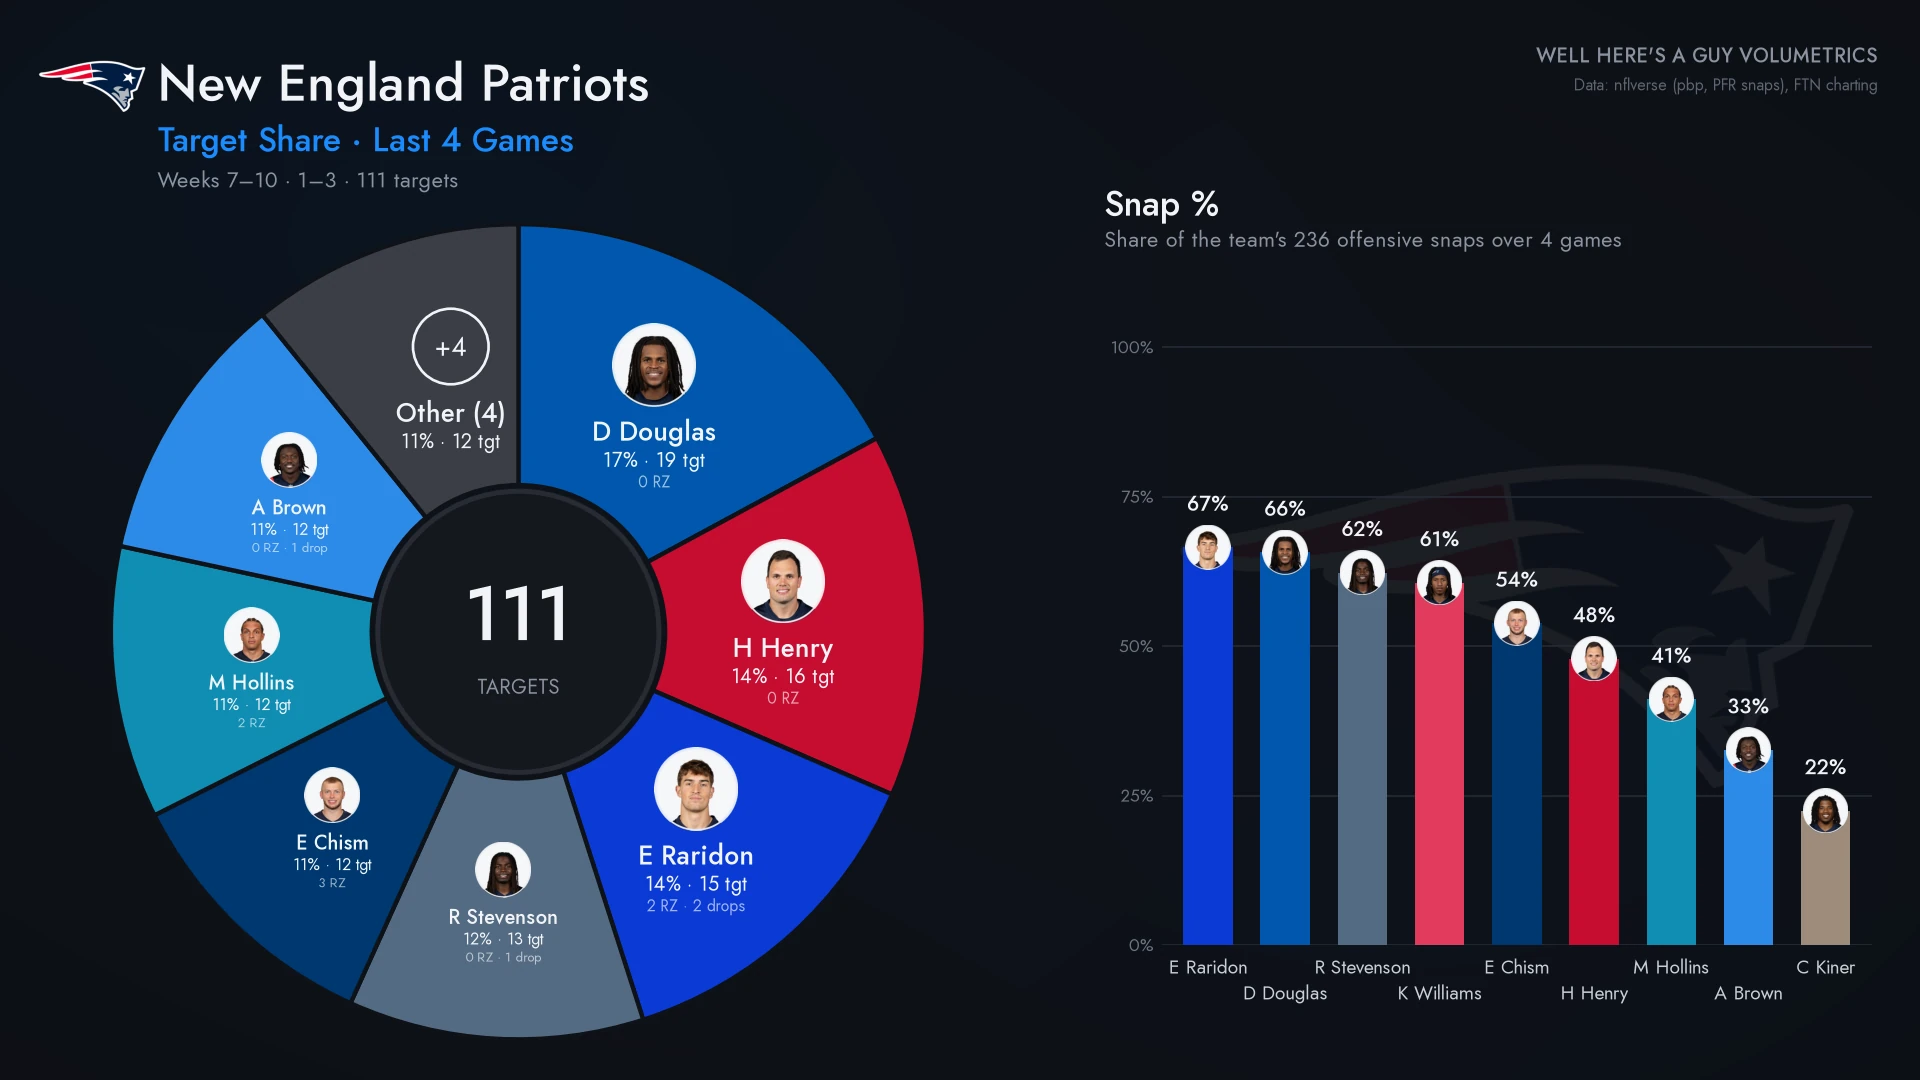 New England Patriots
Target Share · Last 4 Games
Weeks 7–10 · 1–3 · 111 targets
WELL HERE'S A GUY VOLUMETRICS
Data: nflverse (pbp, PFR snaps), FTN charting
+4
Other (4)
11% · 12 tgt
D Douglas
17% · 19 tgt
0 RZ
H Henry
14% · 16 tgt
0 RZ
E Raridon
14% · 15 tgt
2 RZ · 2 drops
R Stevenson
12% · 13 tgt
0 RZ · 1 drop
E Chism
11% · 12 tgt
3 RZ
M Hollins
11% · 12 tgt
2 RZ
A Brown
11% · 12 tgt
0 RZ · 1 drop
111
TARGETS
Snap %
Share of the team's 236 offensive snaps over 4 games
100%
75%
50%
25%
0%
67%
66%
62%
61%
54%
48%
41%
33%
22%
E Raridon
D Douglas
R Stevenson
K Williams
E Chism
H Henry
M Hollins
A Brown
C Kiner